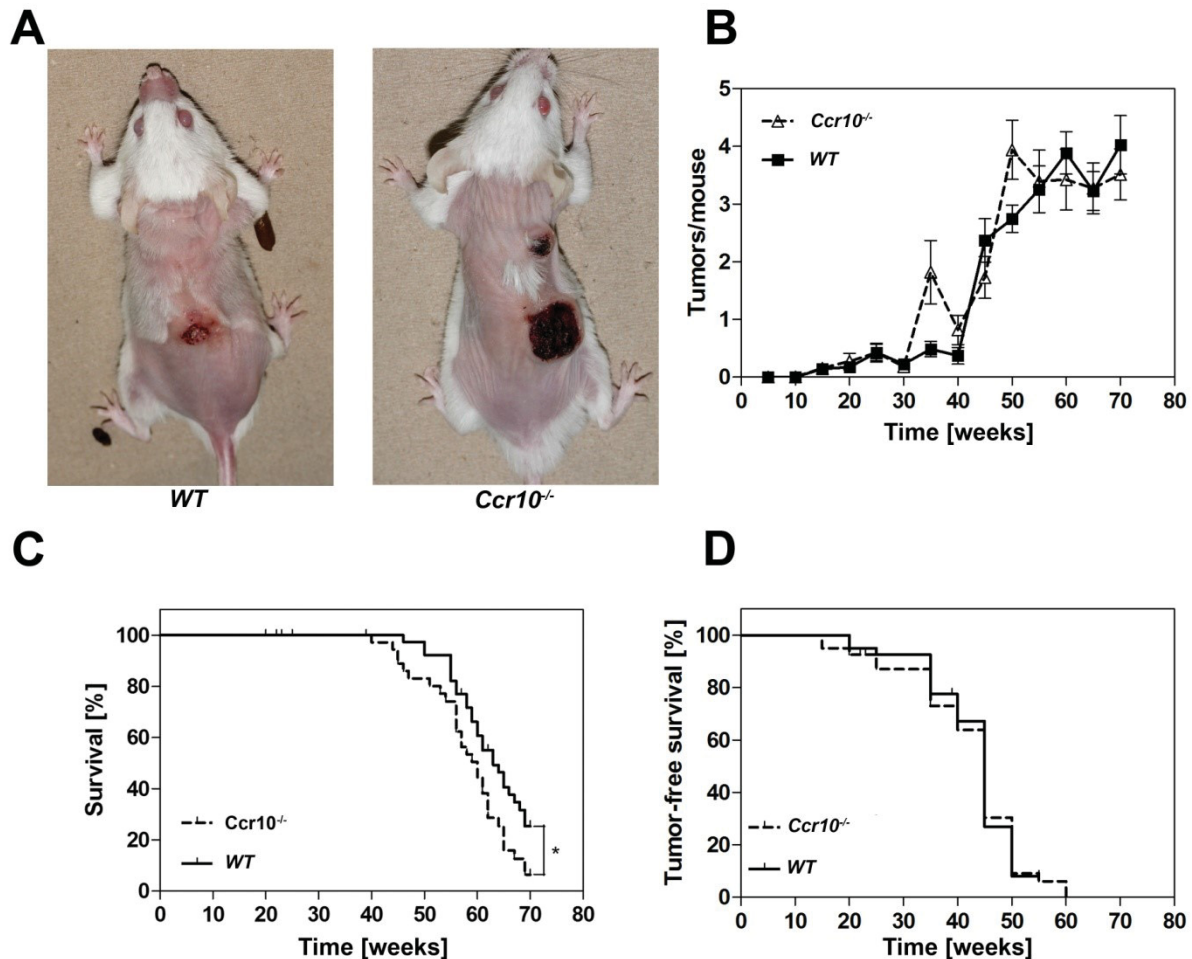 A
WT
Ccr10-/-
B
5
4
3
2
1
0
Tumors/mouse
Ccr10-/-
WT
0 10 20 30 40 50 60 70 80
Time [weeks]
C
100
80
60
40
20
0
Survival [%]
Ccr10-/-
WT
*
0 10 20 30 40 50 60 70 80
Time [weeks]
D
100
80
60
40
20
0
Tumor-free survival [%]
Ccr10-/-
WT
0 10 20 30 40 50 60 70 80
Time [weeks]